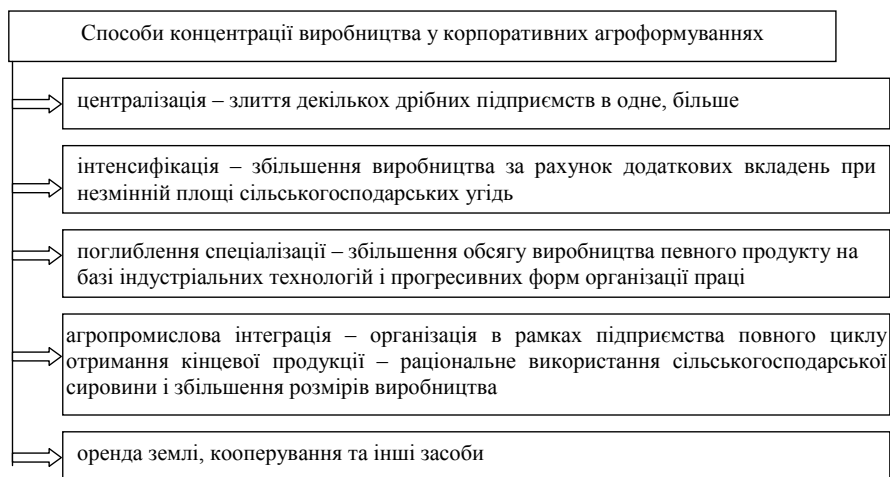 Способи концентрації виробництва у корпоративних агроформуваннях
централізація – злиття декількох дрібних підприємств в одне, більше
інтенсифікація – збільшення виробництва за рахунок додаткових вкладень при
незмінній площі сільськогосподарських угідь
поглиблення спеціалізації – збільшення обсягу виробництва певного продукту на
базі індустріальних технологій і прогресивних форм організації праці
агропромислова інтеграція – організація в рамках підприємства повного циклу
отримання кінцевої продукції – раціональне використання сільськогосподарської
сировини і збільшення розмірів виробництва
оренда землі, кооперування та інші засоби